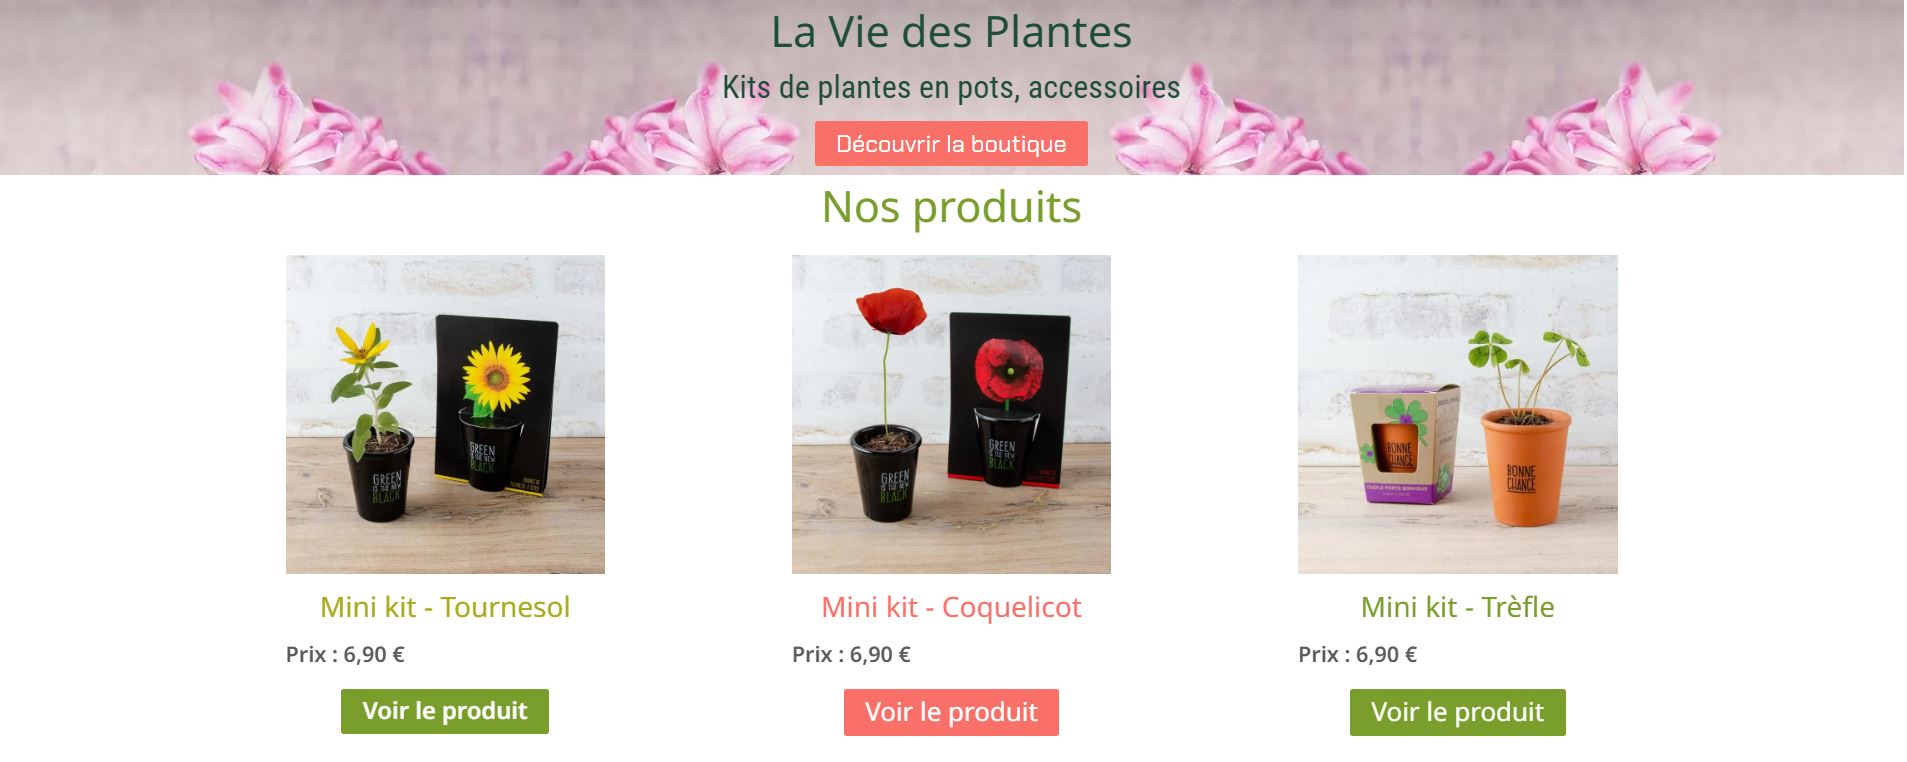 La Vie des Plantes
Kits de plantes en pots, accessoires
Découvrir la boutique
Nos produits
GREEN
IS THE NEW
BLACK
GREEN
IS THE NEW
BLACK
GREEN
IS THE NEW
BLACK
GREEN
IS THE NEW
BLACK
BONNE
CHANCE
TRÈFLE PORTE BONHEUR
BONNE
CHANCE
Mini kit - Tournesol
Mini kit - Coquelicot
Mini kit - Trèfle
Prix : 6,90 €
Prix : 6,90 €
Prix : 6,90 €
Voir le produit
Voir le produit
Voir le produit